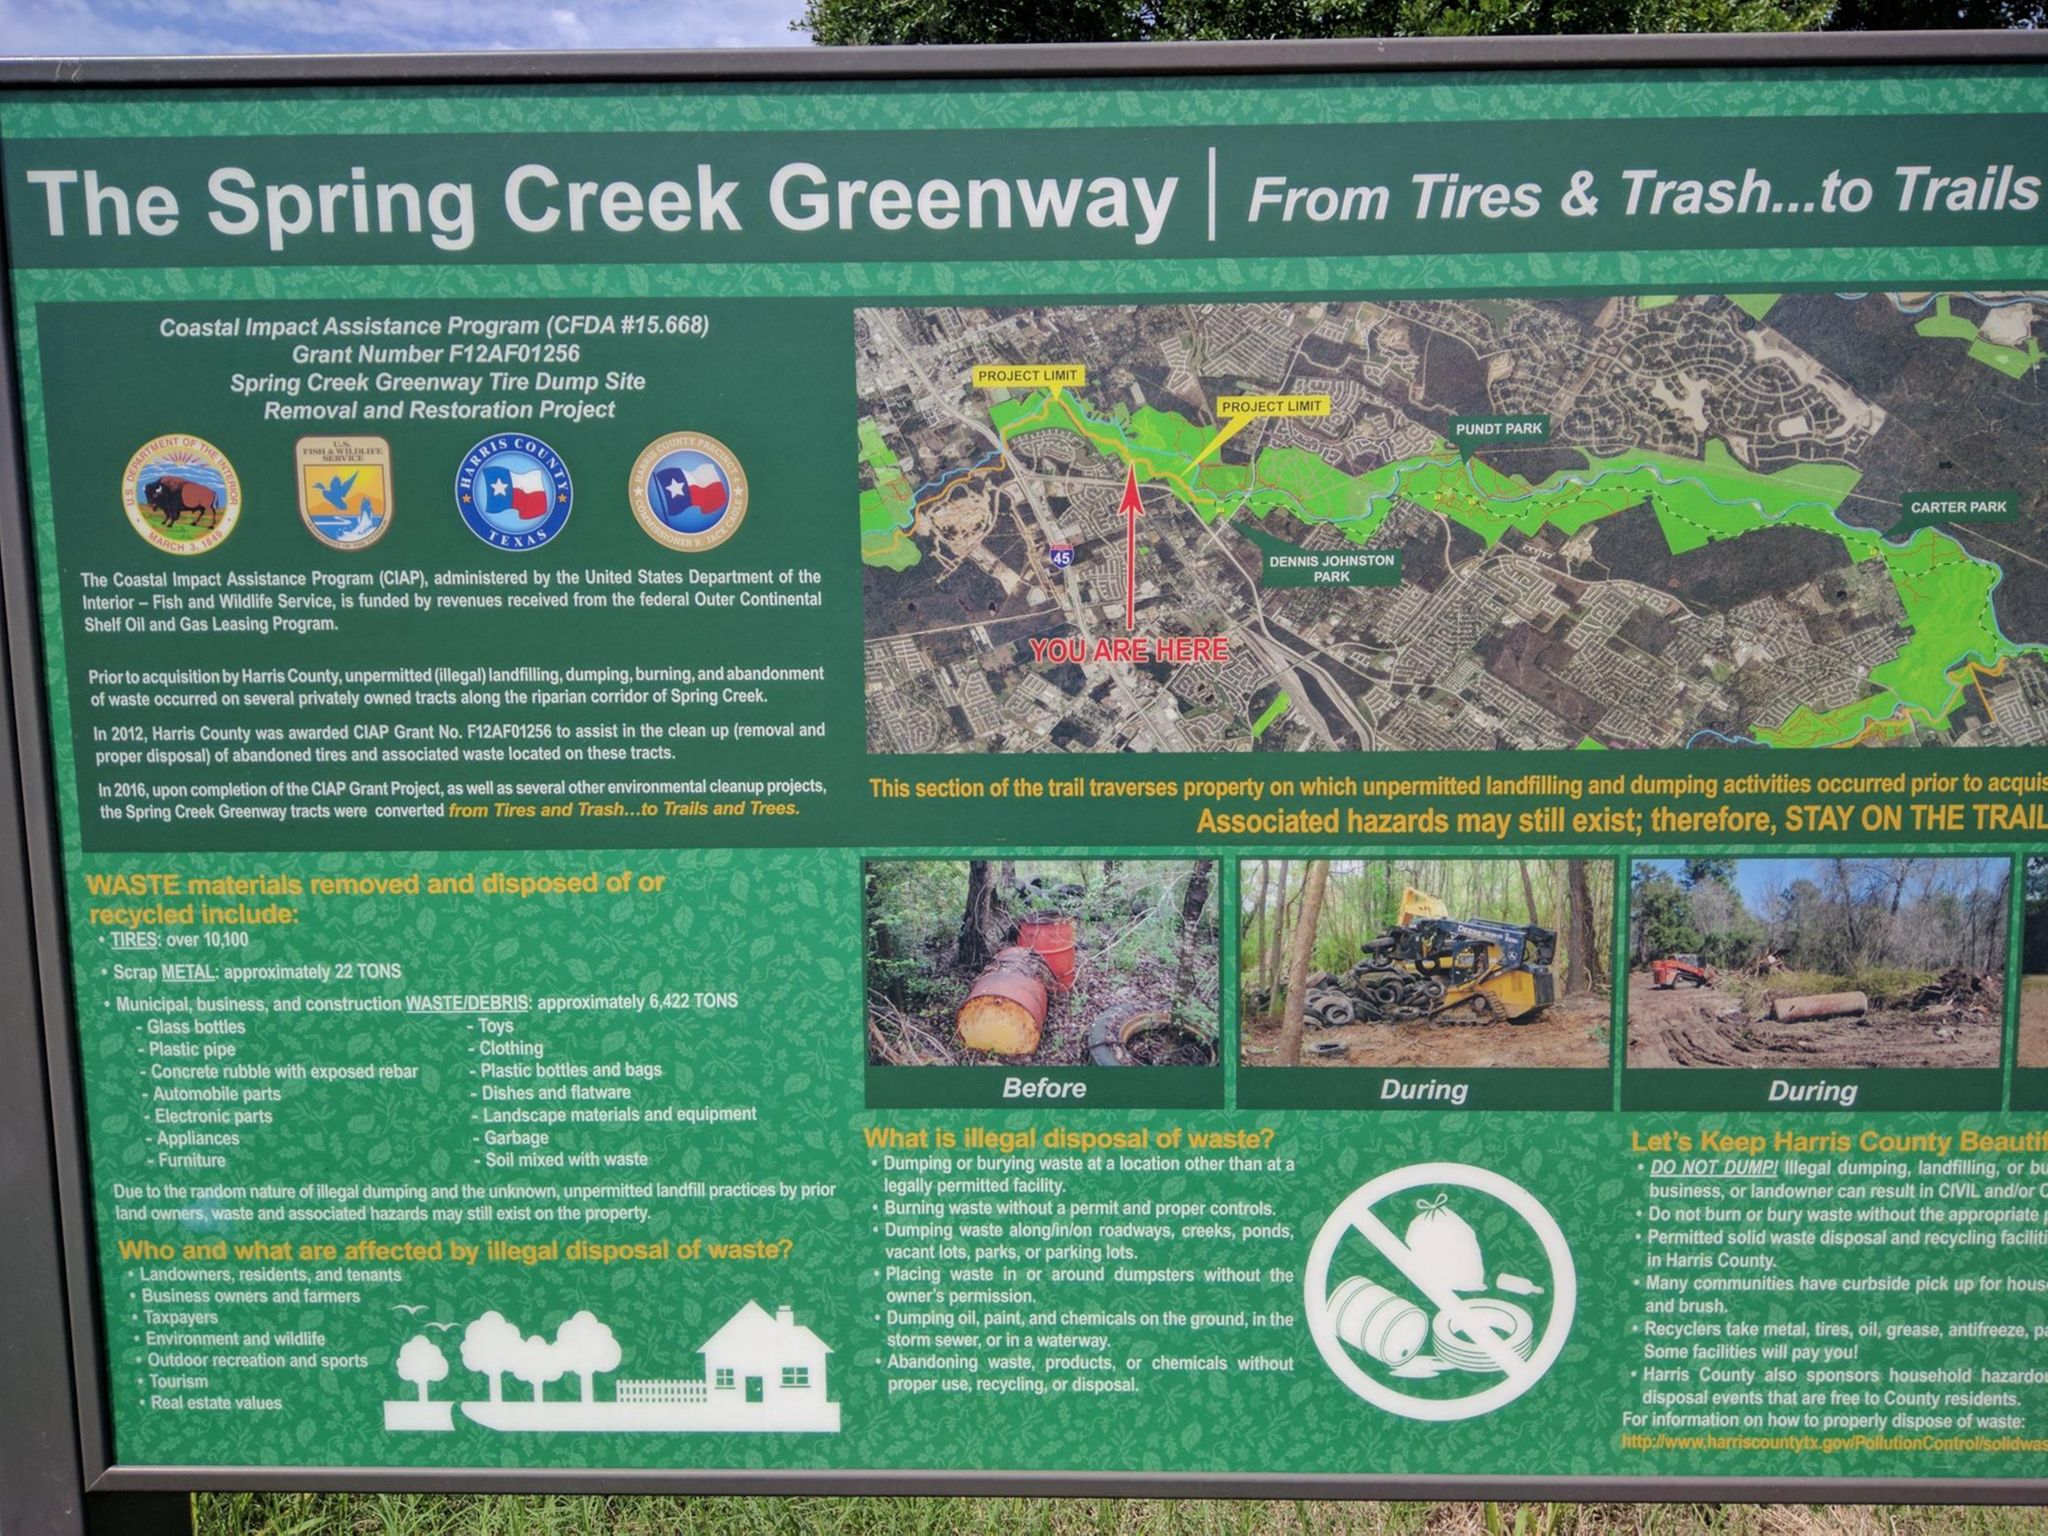 The Spring Creek Greenway | From Tires & Trash...to Trails
Coastal Impact Assistance Program (CFDA #15.668)
Grant Number F12AF01256
Spring Creek Greenway Tire Dump Site
Removal and Restoration Project
U.S. DEPARTMENT OF THE INTERIOR
MARCH 3, 1849
U.S.
FISH & WILDLIFE
SERVICE
HARRIS COUNTY
TEXAS
HARRIS COUNTY PRECINCT 4
COMMISSIONER R. JACK CAGLE
The Coastal Impact Assistance Program (CIAP), administered by the United States Department of the
Interior – Fish and Wildlife Service, is funded by revenues received from the federal Outer Continental
Shelf Oil and Gas Leasing Program.
Prior to acquisition by Harris County, unpermitted (illegal) landfilling, dumping, burning, and abandonment
of waste occurred on several privately owned tracts along the riparian corridor of Spring Creek.
In 2012, Harris County was awarded CIAP Grant No. F12AF01256 to assist in the clean up (removal and
proper disposal) of abandoned tires and associated waste located on these tracts.
In 2016, upon completion of the CIAP Grant Project, as well as several other environmental cleanup projects,
the Spring Creek Greenway tracts were converted from Tires and Trash...to Trails and Trees.
PROJECT LIMIT
PROJECT LIMIT
PUNDT PARK
CARTER PARK
45
DENNIS JOHNSTON
PARK
YOU ARE HERE
This section of the trail traverses property on which unpermitted landfilling and dumping activities occurred prior to acquis
Associated hazards may still exist; therefore, STAY ON THE TRAIL
WASTE materials removed and disposed of or
recycled include:
• TIRES: over 10,100
• Scrap METAL: approximately 22 TONS
• Municipal, business, and construction WASTE/DEBRIS: approximately 6,422 TONS
- Glass bottles
- Plastic pipe
- Concrete rubble with exposed rebar
- Automobile parts
- Electronic parts
- Appliances
- Furniture
- Toys
- Clothing
- Plastic bottles and bags
- Dishes and flatware
- Landscape materials and equipment
- Garbage
- Soil mixed with waste
Due to the random nature of illegal dumping and the unknown, unpermitted landfill practices by prior
land owners, waste and associated hazards may still exist on the property.
Who and what are affected by illegal disposal of waste?
• Landowners, residents, and tenants
• Business owners and farmers
• Taxpayers
• Environment and wildlife
• Outdoor recreation and sports
• Tourism
• Real estate values
DEERE
Before
During
During
What is illegal disposal of waste?
• Dumping or burying waste at a location other than at a
legally permitted facility.
• Burning waste without a permit and proper controls.
• Dumping waste along/in/on roadways, creeks, ponds,
vacant lots, parks, or parking lots.
• Placing waste in or around dumpsters without the
owner's permission.
• Dumping oil, paint, and chemicals on the ground, in the
storm sewer, or in a waterway.
• Abandoning waste, products, or chemicals without
proper use, recycling, or disposal.
Let's Keep Harris County Beautif
• DO NOT DUMP! Illegal dumping, landfilling, or bu
business, or landowner can result in CIVIL and/or C
• Do not burn or bury waste without the appropriate
• Permitted solid waste disposal and recycling faciliti
in Harris County.
• Many communities have curbside pick up for hous
and brush.
• Recyclers take metal, tires, oil, grease, antifreeze, pa
Some facilities will pay you!
• Harris County also sponsors household hazardo
disposal events that are free to County residents.
For information on how to properly dispose of waste:
http://www.harriscountytx.gov/PollutionControl/solidwas